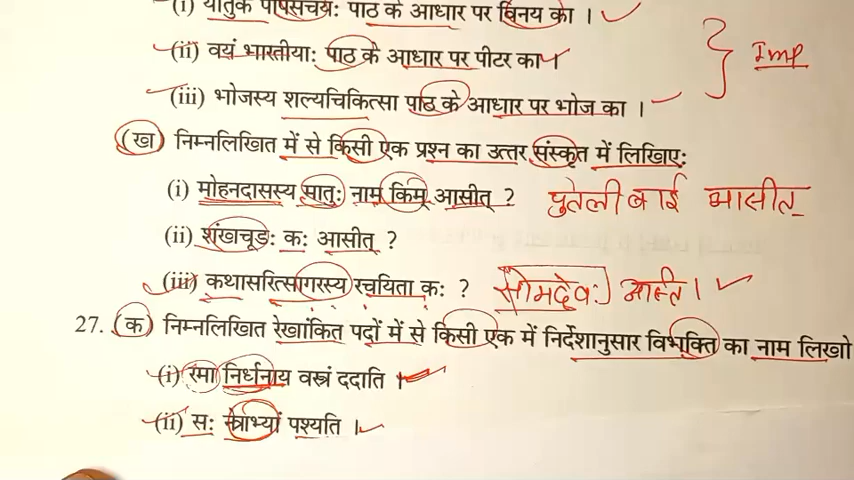 (i) यौतुकं पापसंचयः पाठ के आधार पर विनय का ।
(ii) वयं भारतीयाः पाठ के आधार पर पीटर का ।
(iii) भोजस्य शल्यचिकित्सा पाठ के आधार पर भोज का ।
Imp
(ख) निम्नलिखित में से किसी एक प्रश्न का उत्तर संस्कृत में लिखिए:
(i) मोहनदासस्य मातुः नाम किम् आसीत् ? पुतलीबाई आसीत्
(ii) शंखचूडः कः आसीत् ?
(iii) कथासरित्सागरस्य रचयिता कः ? सोमदेवः अस्ति।
27. (क) निम्नलिखित रेखांकित पदों में से किसी एक में निर्देशानुसार विभक्ति का नाम लिखो
(i) रमा निर्धनाय वस्त्रं ददाति ।
(ii) सः नेत्राभ्यां पश्यति ।